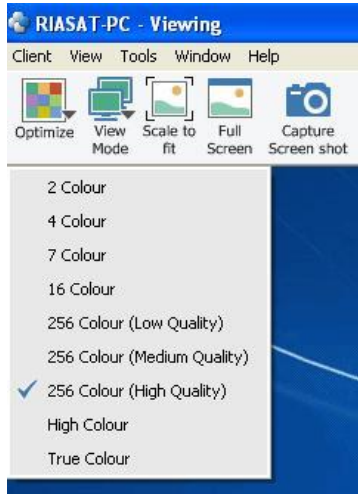 RIASAT-PC - Viewing
Client View Tools Window Help
Optimize View Mode Scale to fit Full Screen Capture Screen shot
2 Colour
4 Colour
7 Colour
16 Colour
256 Colour (Low Quality)
256 Colour (Medium Quality)
256 Colour (High Quality)
High Colour
True Colour